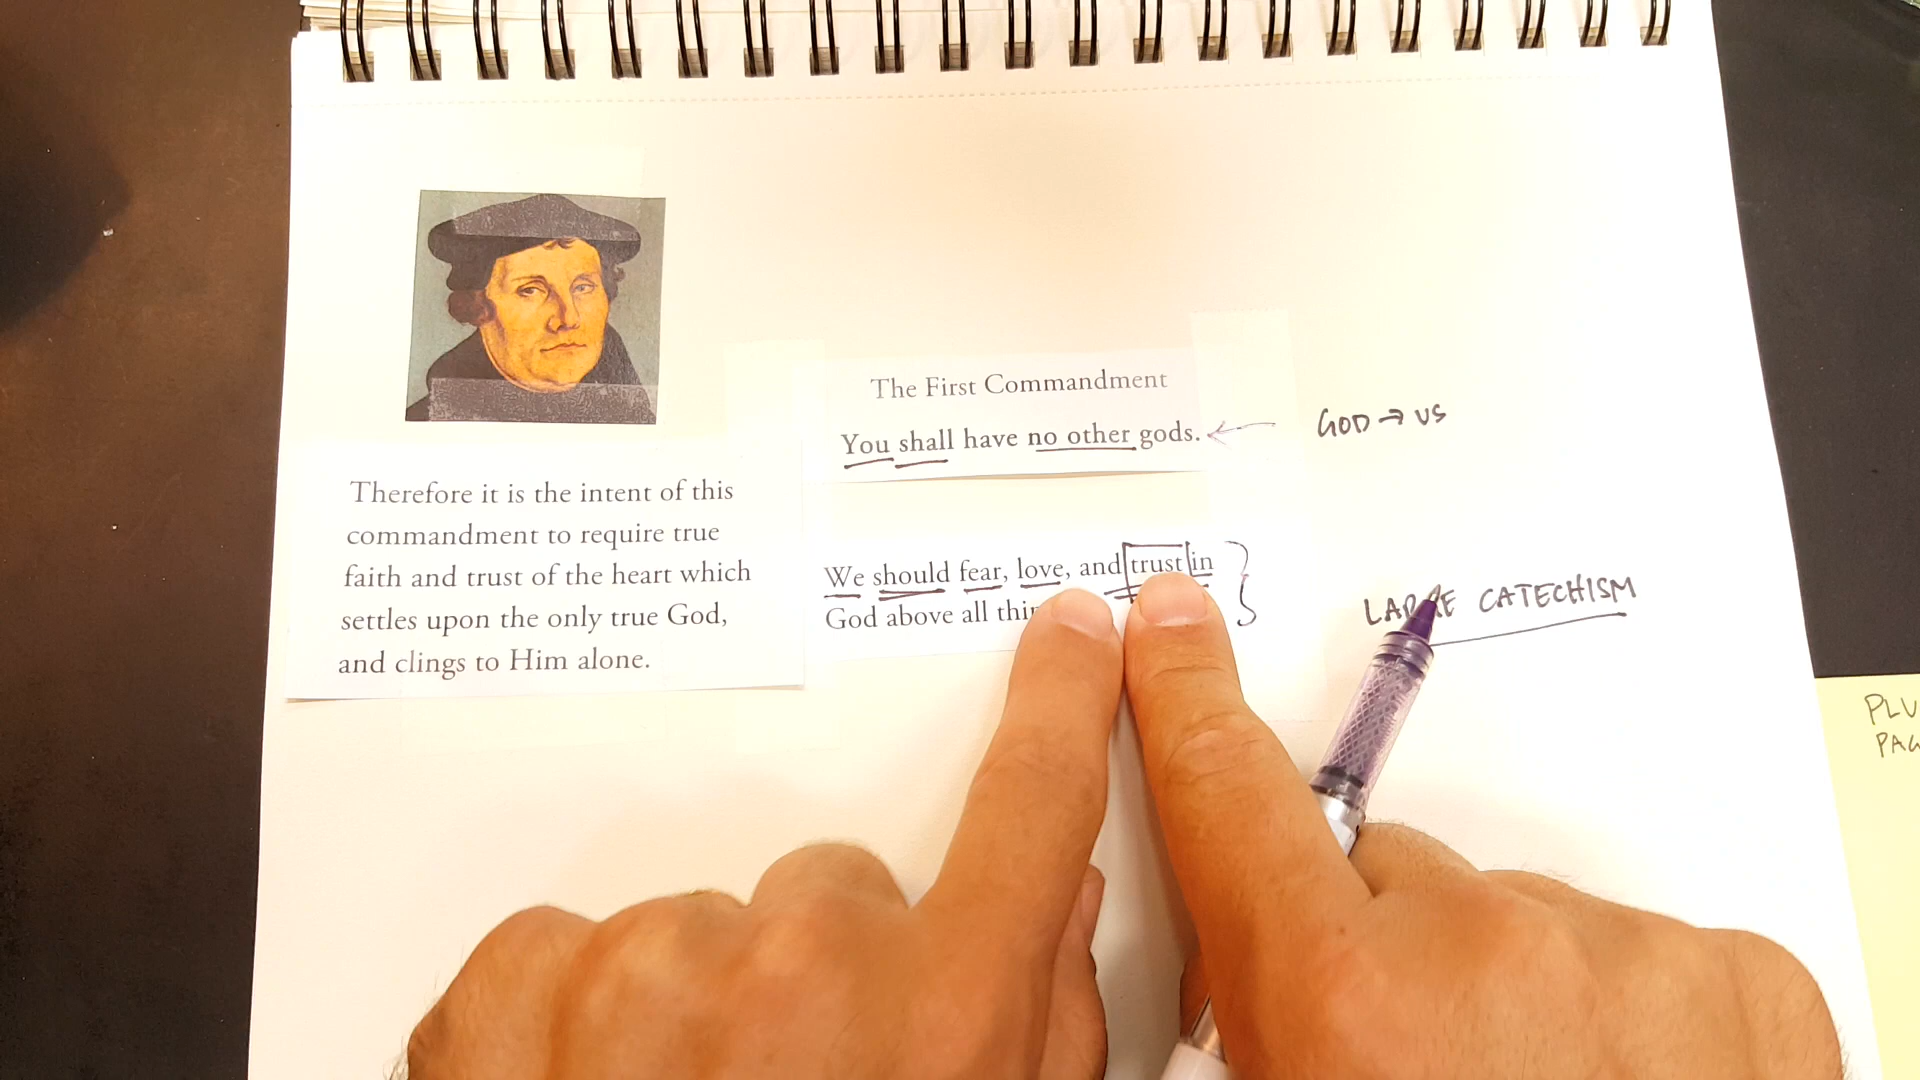 The First Commandment
You shall have no other gods.
GOD → US
Therefore it is the intent of this
commandment to require true
faith and trust of the heart which
settles upon the only true God,
and clings to Him alone.
We should fear, love, and trust in
God above all
LARGE CATECHISM